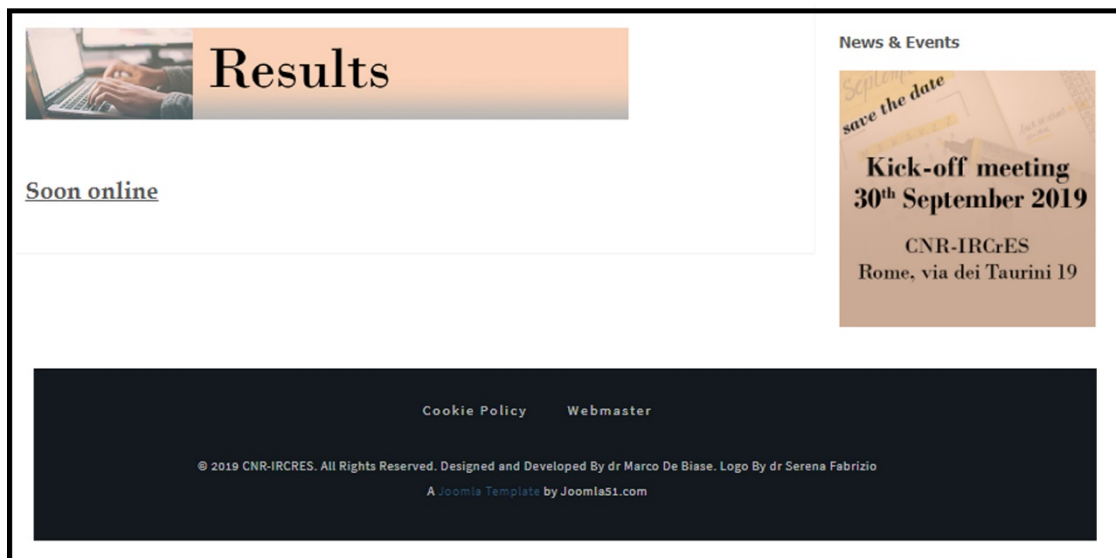 Results
Soon online
News & Events
save the date
Kick-off meeting
30th September 2019
CNR-IRCrES
Rome, via dei Taurini 19
Cookie Policy Webmaster
© 2019 CNR-IRCRES. All Rights Reserved. Designed and Developed By dr Marco De Biase. Logo By dr Serena Fabrizio
A Joomla Template by Joomla51.com